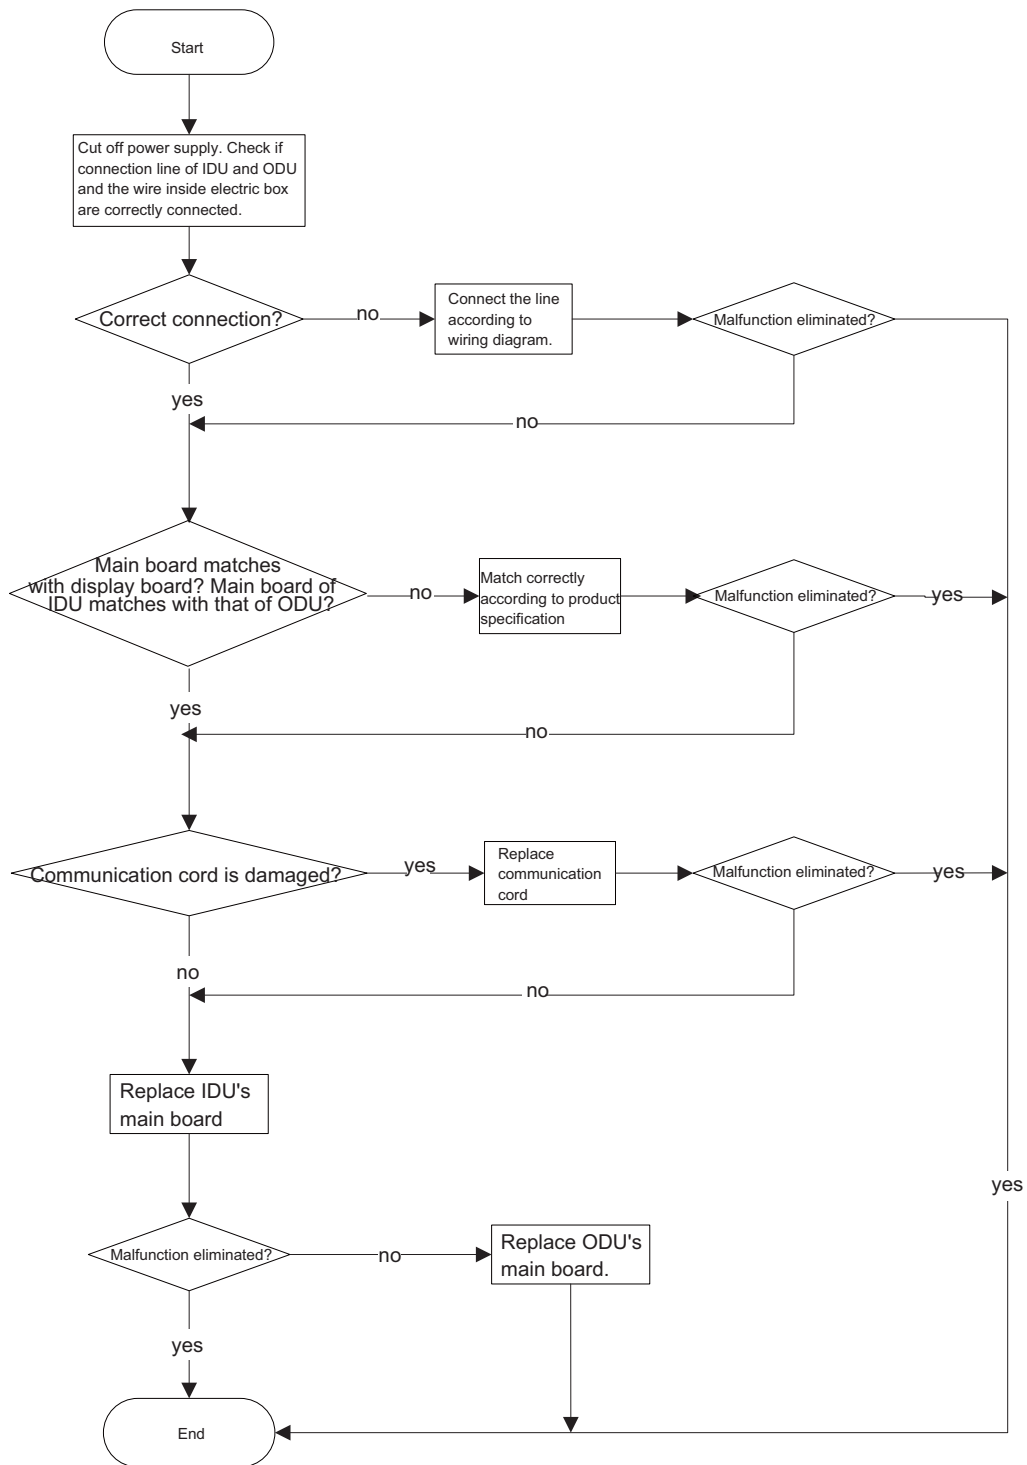 Start
Cut off power supply. Check if
connection line of IDU and ODU
and the wire inside electric box
are correctly connected.
Correct connection?
no
Connect the line
according to
wiring diagram.
Malfunction eliminated?
yes
no
Main board matches
with display board? Main board of
IDU matches with that of ODU?
no
Match correctly
according to product
specification
Malfunction eliminated?
yes
yes
no
Communication cord is damaged?
yes
Replace
communication
cord
Malfunction eliminated?
yes
no
no
Replace IDU's
main board
yes
Malfunction eliminated?
no
Replace ODU's
main board.
yes
End